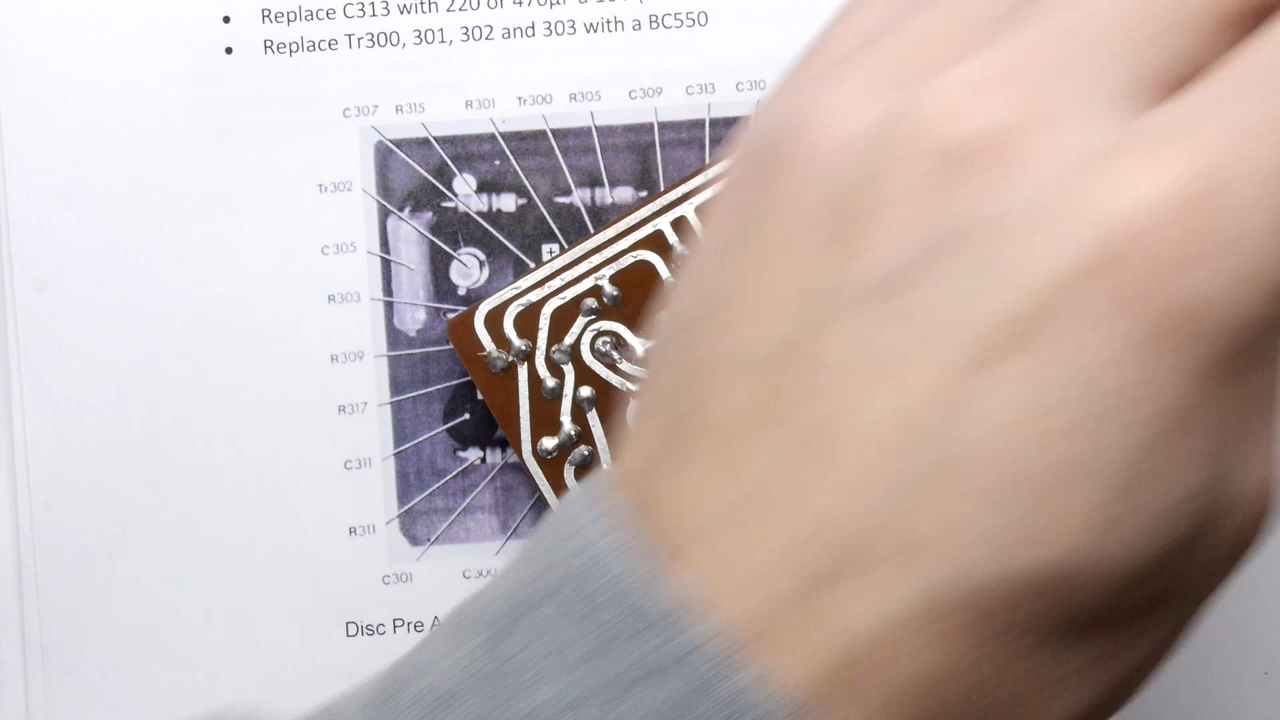 Replace C313 with 220 or 470µF
Replace Tr300, 301, 302 and 303 with a BC550
C307 R315 R301 Tr300 R305 C309 C313 C310
Tr302
C305
R303
R309
R317
C311
R311
C301 C300
Disc Pre